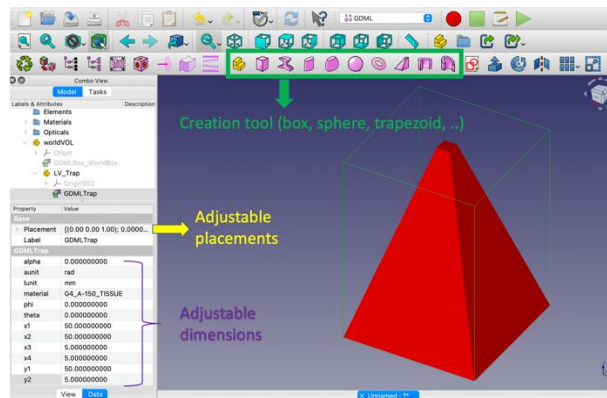 GDML
Combo View
Model Tasks
Labels & Attributes Description
Elements
Materials
Opticals
worldVOL
Origin
GDMLBox_WorldBox
LV_Trap
Origin002
GDMLTrap
Creation tool (box, sphere, trapezoid, ..)
Property Value
Base
Placement [(0.00 0.00 1.00); 0.0000...
Label GDMLTrap
GDMLTrap
alpha 0.000000000
aunit rad
lunit mm
material G4_A-150_TISSUE
phi 0.000000000
theta 0.000000000
x1 50.000000000
x2 50.000000000
x3 5.000000000
x4 5.000000000
y1 50.000000000
y2 5.000000000
Adjustable
placements
Adjustable
dimensions
View Data
Unnamed : 1*